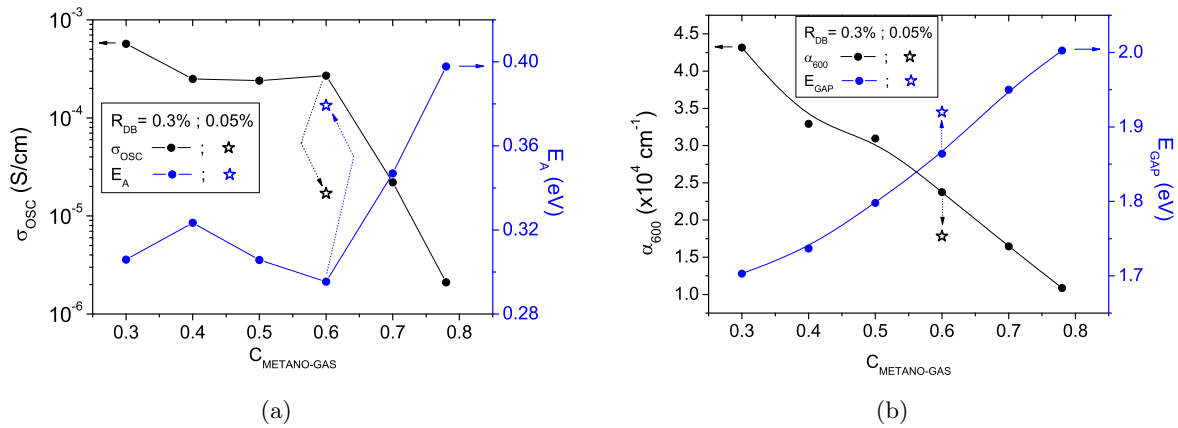 10⁻³
10⁻⁴
10⁻⁵
10⁻⁶
σ_OSC (S/cm)
R_DB = 0.3% ; 0.05%
σ_OSC ;
E_A ;
0.40
0.36
0.32
0.28
E_A (eV)
0.3 0.4 0.5 0.6 0.7 0.8
C_METANO-GAS
(a)
4.5
4.0
3.5
3.0
2.5
2.0
1.5
1.0
α_600 (x10⁴ cm⁻¹)
R_DB = 0.3% ; 0.05%
α_600 ;
E_GAP ;
2.0
1.9
1.8
1.7
E_GAP (eV)
0.3 0.4 0.5 0.6 0.7 0.8
C_METANO-GAS
(b)